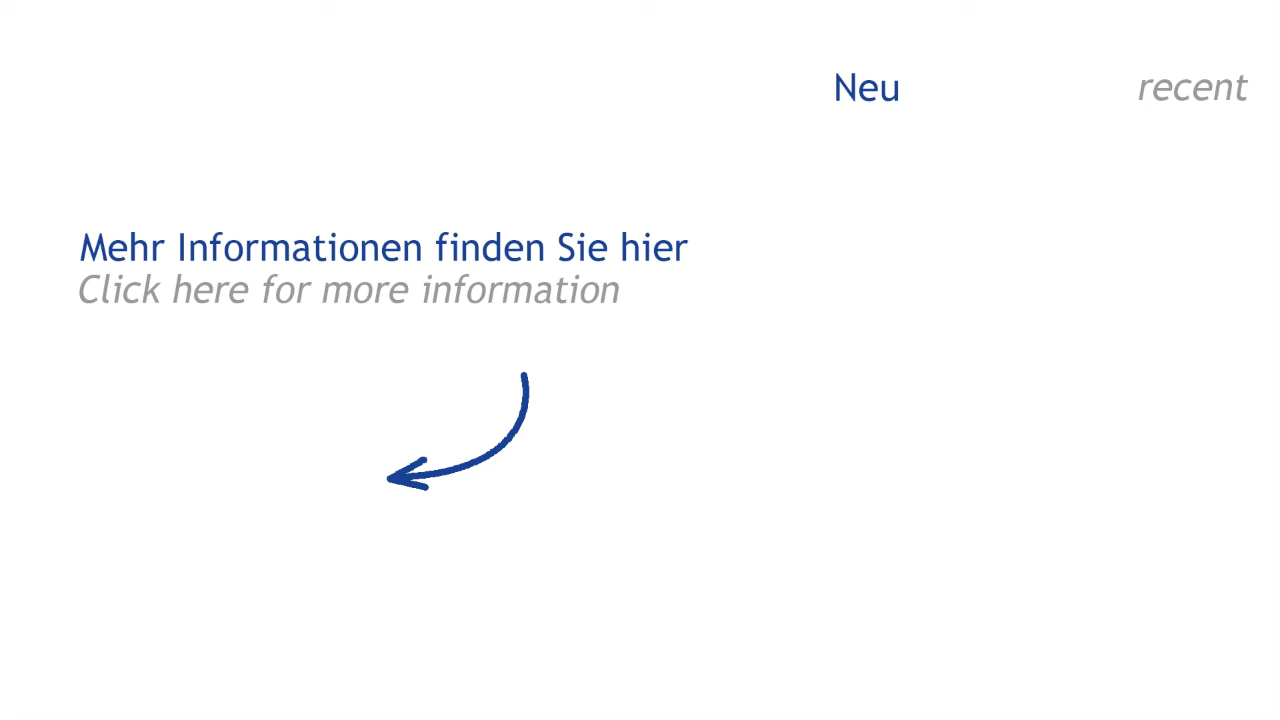 Neu recent
Mehr Informationen finden Sie hier
Click here for more information